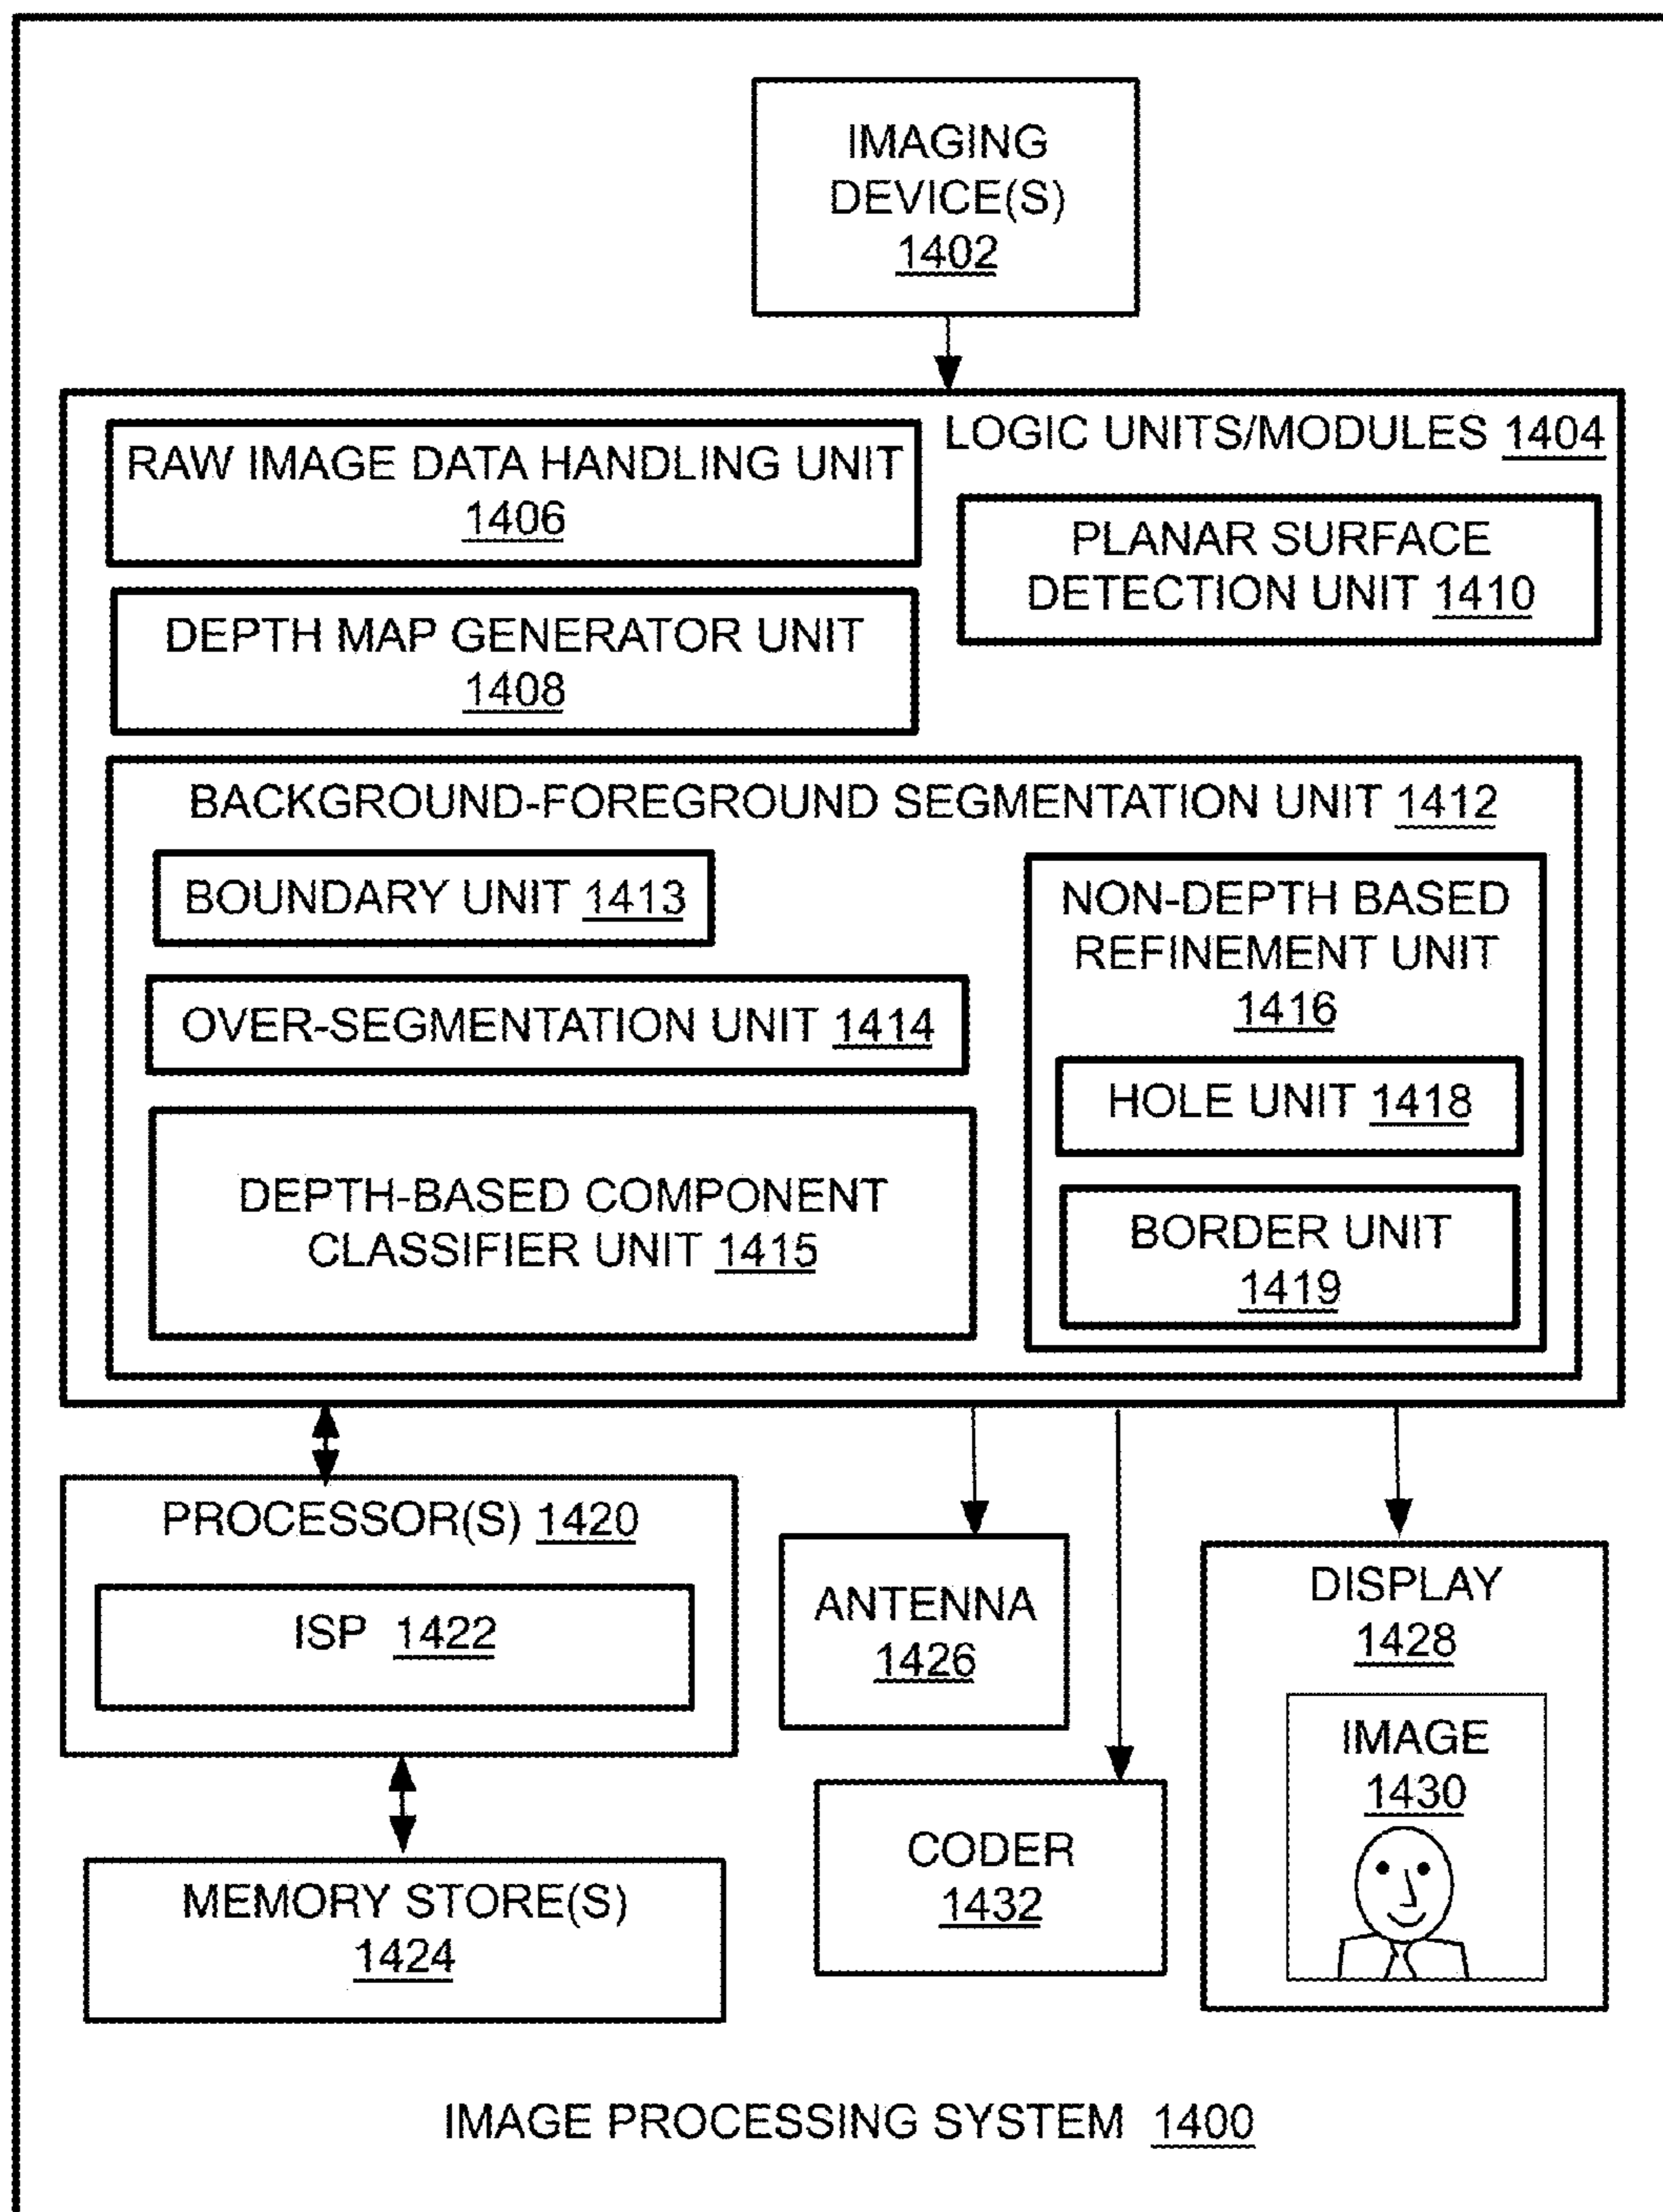 IMAGING
DEVICE(S)
1402
LOGIC UNITS/MODULES 1404
RAW IMAGE DATA HANDLING UNIT
1406
PLANAR SURFACE
DETECTION UNIT 1410
DEPTH MAP GENERATOR UNIT
1408
BACKGROUND-FOREGROUND SEGMENTATION UNIT 1412
BOUNDARY UNIT 1413
OVER-SEGMENTATION UNIT 1414
DEPTH-BASED COMPONENT
CLASSIFIER UNIT 1415
NON-DEPTH BASED
REFINEMENT UNIT
1416
HOLE UNIT 1418
BORDER UNIT
1419
PROCESSOR(S) 1420
ISP 1422
MEMORY STORE(S)
1424
ANTENNA
1426
CODER
1432
DISPLAY
1428
IMAGE
1430
IMAGE PROCESSING SYSTEM 1400